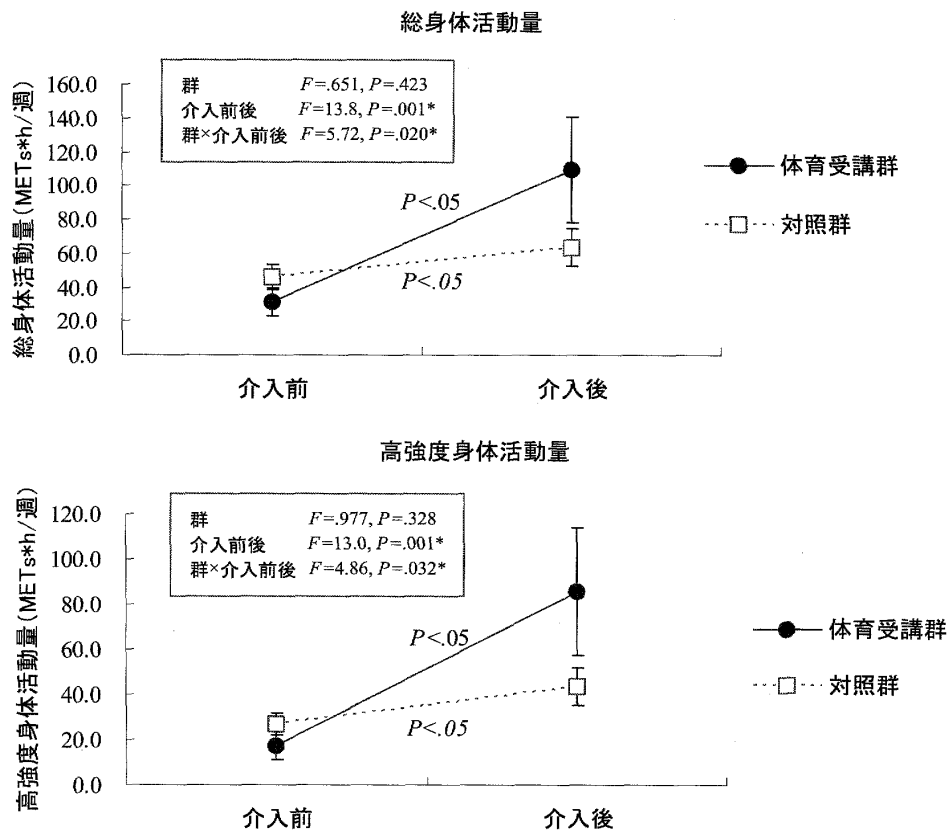 総身体活動量
総身体活動量(METs*h/週)
160.0
140.0
120.0
100.0
80.0
60.0
40.0
20.0
0.0
群 F=.651, P=.423
介入前後 F=13.8, P=.001*
群×介入前後 F=5.72, P=.020*
P<.05
P<.05
体育受講群
対照群
介入前 介入後
高強度身体活動量
高強度身体活動量(METs*h/週)
120.0
100.0
80.0
60.0
40.0
20.0
0.0
群 F=.977, P=.328
介入前後 F=13.0, P=.001*
群×介入前後 F=4.86, P=.032*
P<.05
P<.05
体育受講群
対照群
介入前 介入後